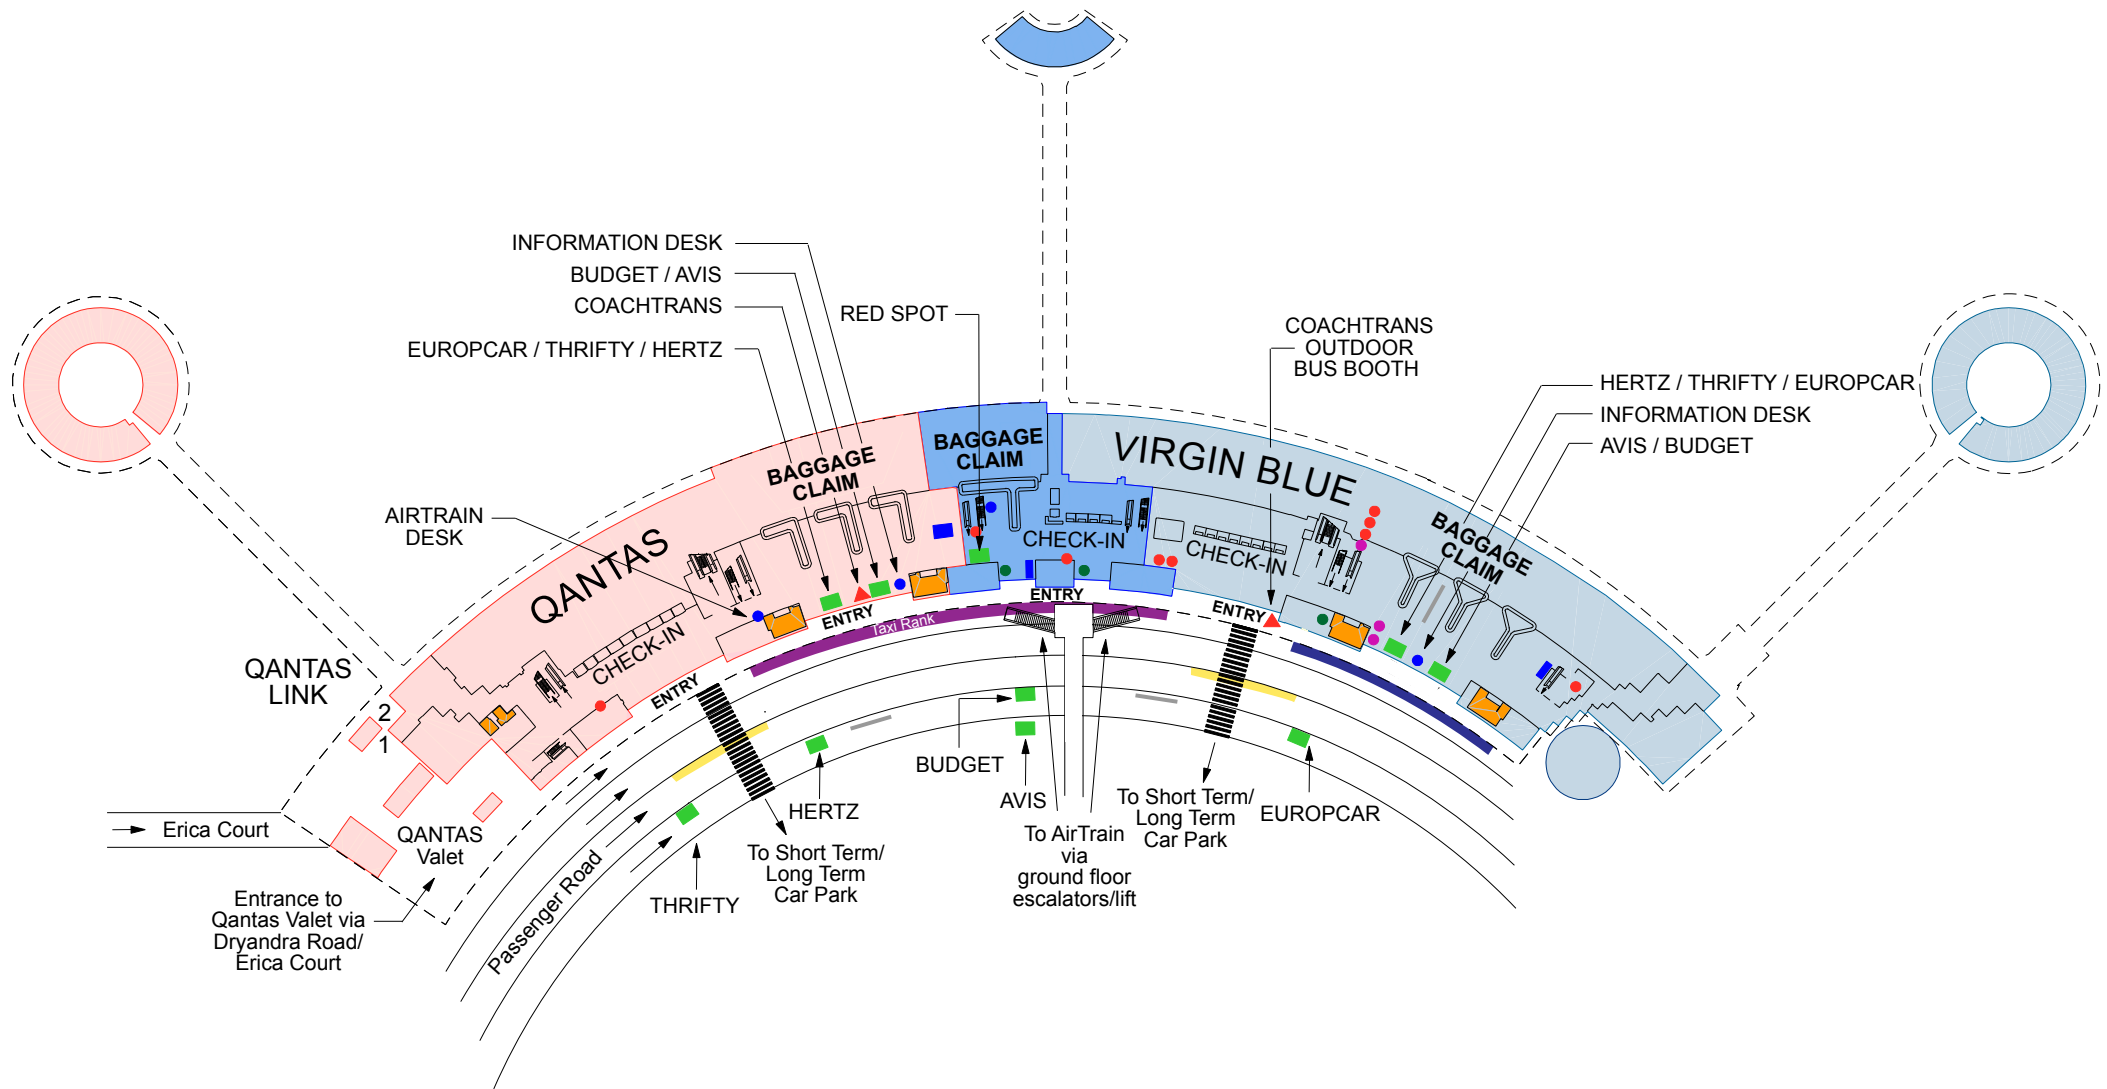 INFORMATION DESK
BUDGET / AVIS
COACHTRANS
EUROPCAR / THRIFTY / HERTZ
RED SPOT
COACHTRANS
OUTDOOR
BUS BOOTH
HERTZ / THRIFTY / EUROPCAR
INFORMATION DESK
AVIS / BUDGET
AIRTRAIN
DESK
QANTAS
BAGGAGE
CLAIM
BAGGAGE
CLAIM
VIRGIN BLUE
BAGGAGE
CLAIM
CHECK-IN
CHECK-IN
CHECK-IN
ENTRY
ENTRY
ENTRY
ENTRY
Taxi Rank
QANTAS
LINK
2
1
Erica Court
QANTAS
Valet
Entrance to
Qantas Valet via
Dryandra Road/
Erica Court
Passenger Road
THRIFTY
HERTZ
To Short Term/
Long Term
Car Park
BUDGET
AVIS
To AirTrain
via
ground floor
escalators/lift
To Short Term/
Long Term
Car Park
EUROPCAR